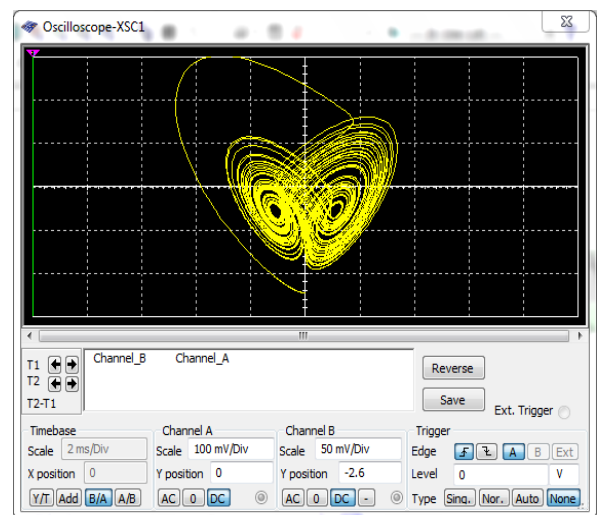 Oscilloscope-XSC1
T1
T2
T2-T1
Channel_B Channel_A
Reverse
Save
Ext. Trigger
Timebase
Scale 2 ms/Div
X position 0
Y/T Add B/A A/B
Channel A
Scale 100 mV/Div
Y position 0
AC 0 DC
Channel B
Scale 50 mV/Div
Y position -2.6
AC 0 DC -
Trigger
Edge A B Ext
Level 0 V
Type Sing. Nor. Auto None